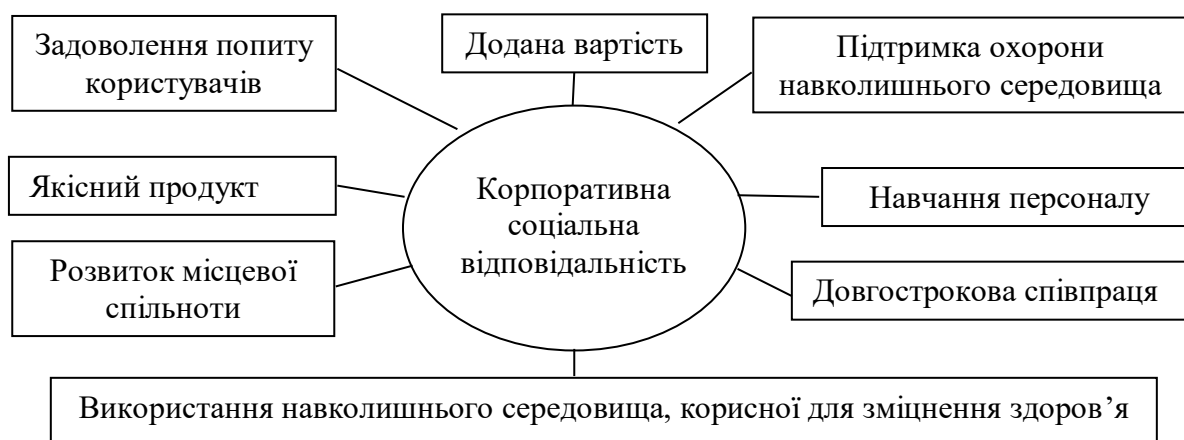 Задоволення попиту
користувачів
Додана вартість
Підтримка охорони
навколишнього середовища
Якісний продукт
Корпоративна
соціальна
відповідальність
Навчання персоналу
Розвиток місцевої
спільноти
Довгострокова співпраця
Використання навколишнього середовища, корисної для зміцнення здоров’я